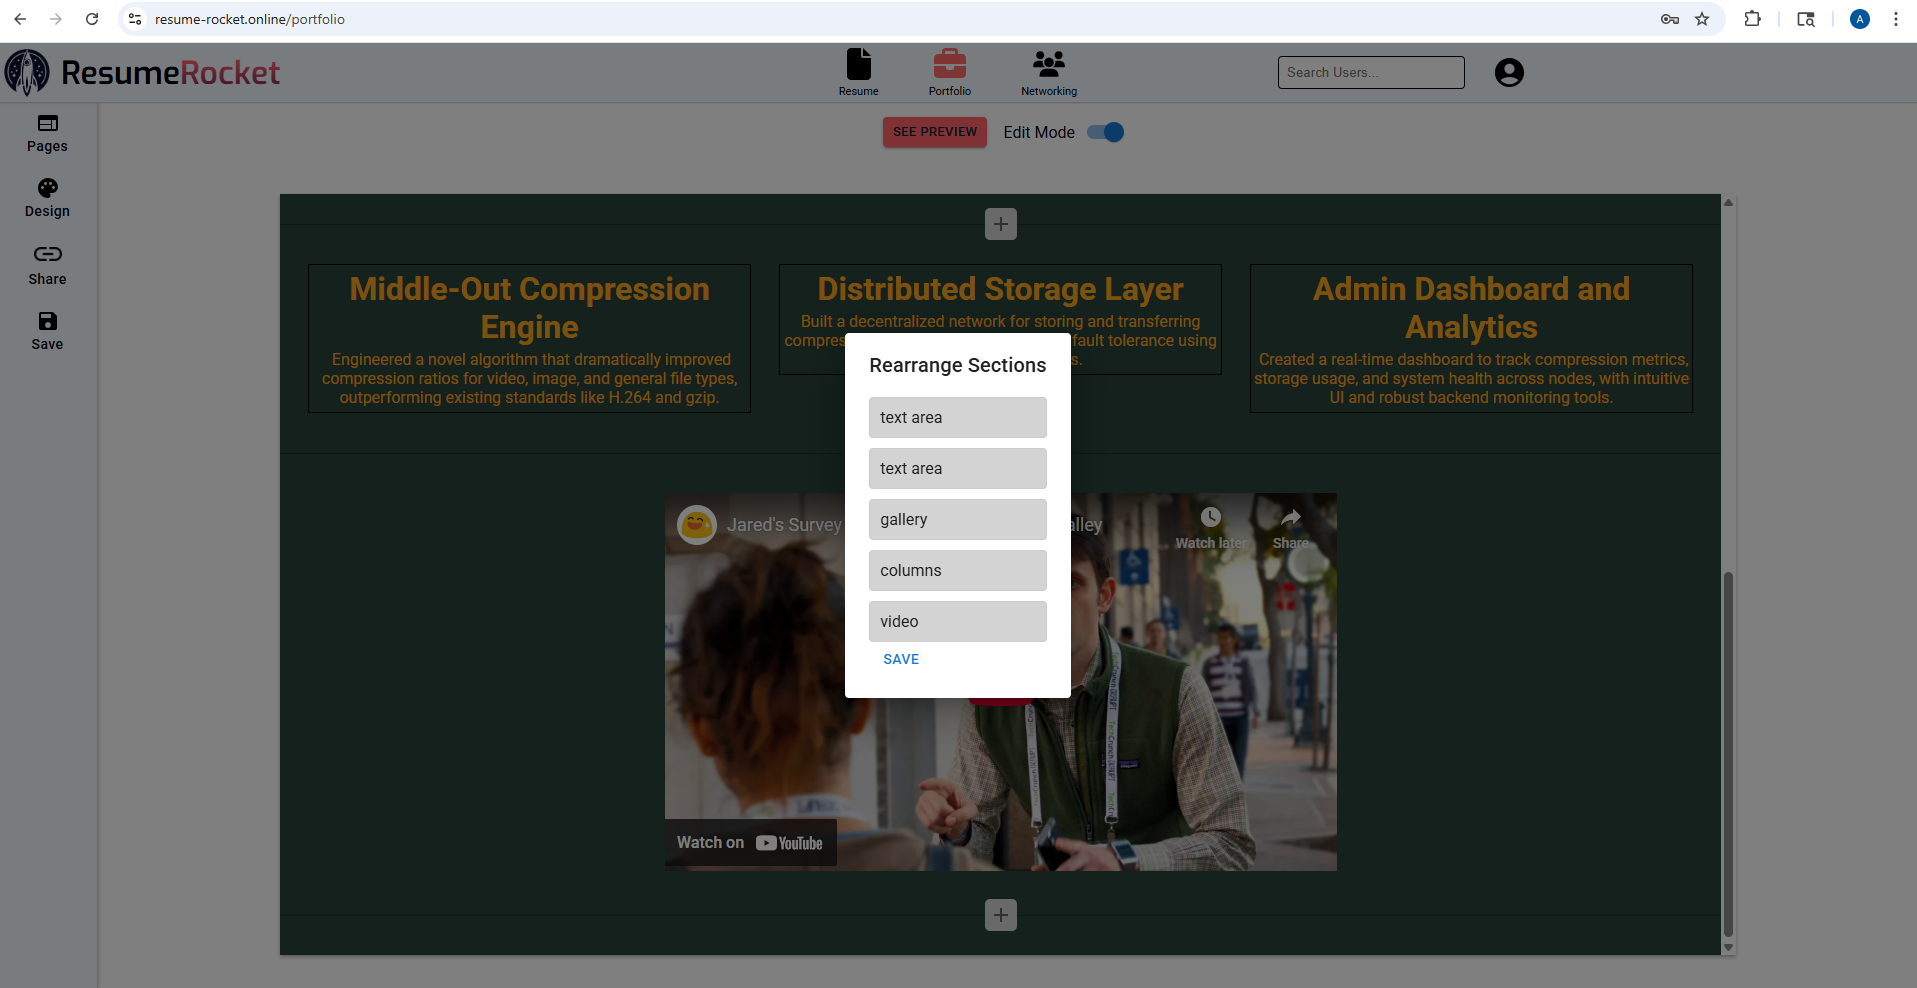 resume-rocket.online/portfolio
A
ResumeRocket
Resume
Portfolio
Networking
Search Users...
Pages
Design
Share
Save
SEE PREVIEW
Edit Mode
Middle-Out Compression
Engine
Engineered a novel algorithm that dramatically improved
compression ratios for video, image, and general file types,
outperforming existing standards like H.264 and gzip.
Distributed Storage Layer
Built a decentralized network for storing and transferring
fault tolerance using
Admin Dashboard and
Analytics
Created a real-time dashboard to track compression metrics,
storage usage, and system health across nodes, with intuitive
UI and robust backend monitoring tools.
Rearrange Sections
text area
text area
gallery
columns
video
SAVE
Jared's Survey
Watch later
Share
Watch on YouTube